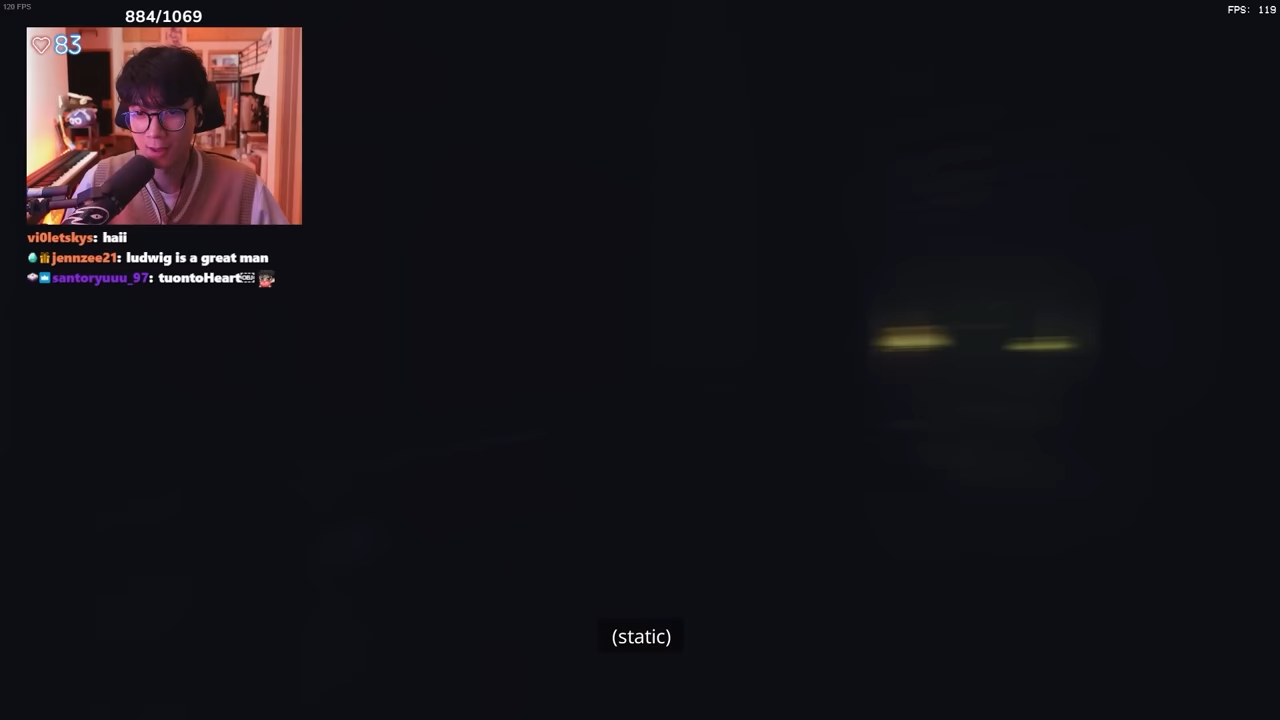 120 FPS
FPS: 119
884/1069
83
vi0letskys: haii
jennzee21: ludwig is a great man
santoryuuu_97: tuontoHeart
(static)